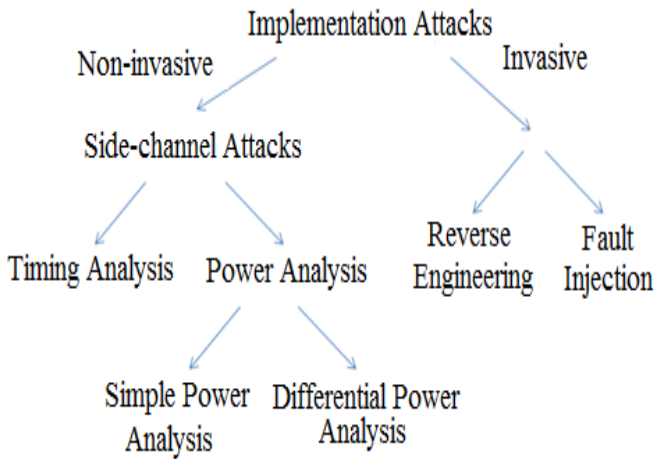 Implementation Attacks
Non-invasive
Invasive
Side-channel Attacks
Timing Analysis
Power Analysis
Reverse
Engineering
Fault
Injection
Simple Power
Analysis
Differential Power
Analysis